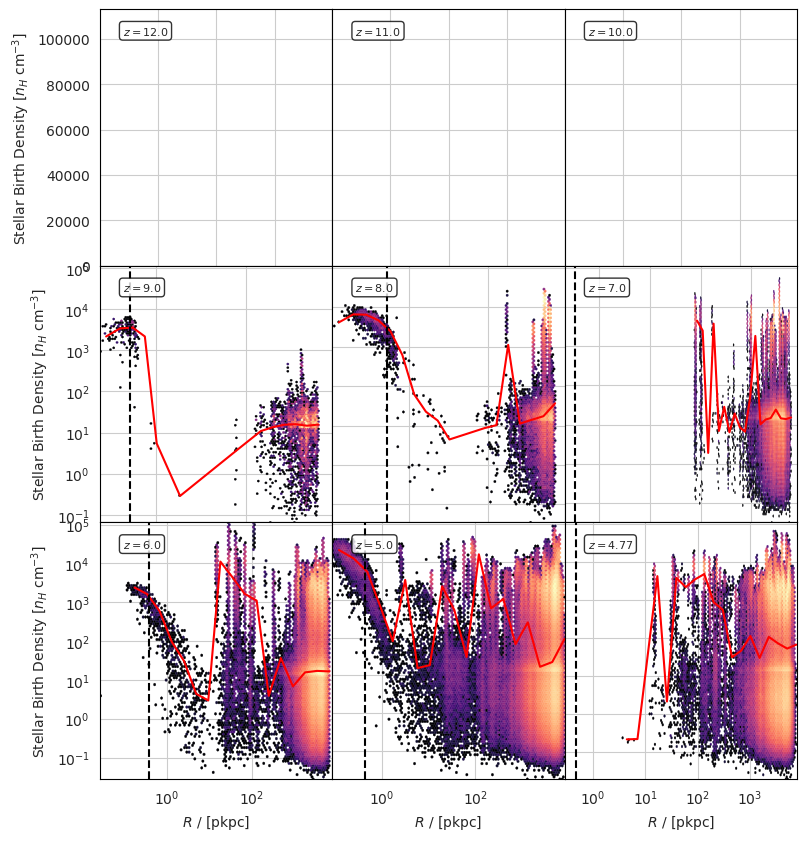 Stellar Birth Density [$n_H$ cm$^{-3}$]
100000
80000
60000
40000
20000
0
$z = 12.0$
$z = 11.0$
$z = 10.0$
Stellar Birth Density [$n_H$ cm$^{-3}$]
$10^5$
$10^4$
$10^3$
$10^2$
$10^1$
$10^0$
$10^{-1}$
$z = 9.0$
$z = 8.0$
$z = 7.0$
Stellar Birth Density [$n_H$ cm$^{-3}$]
$10^5$
$10^4$
$10^3$
$10^2$
$10^1$
$10^0$
$10^{-1}$
$z = 6.0$
$z = 5.0$
$z = 4.77$
$10^0$ $10^2$
$10^0$ $10^2$
$10^0$ $10^1$ $10^2$ $10^3$
$R$ / [pkpc]
$R$ / [pkpc]
$R$ / [pkpc]